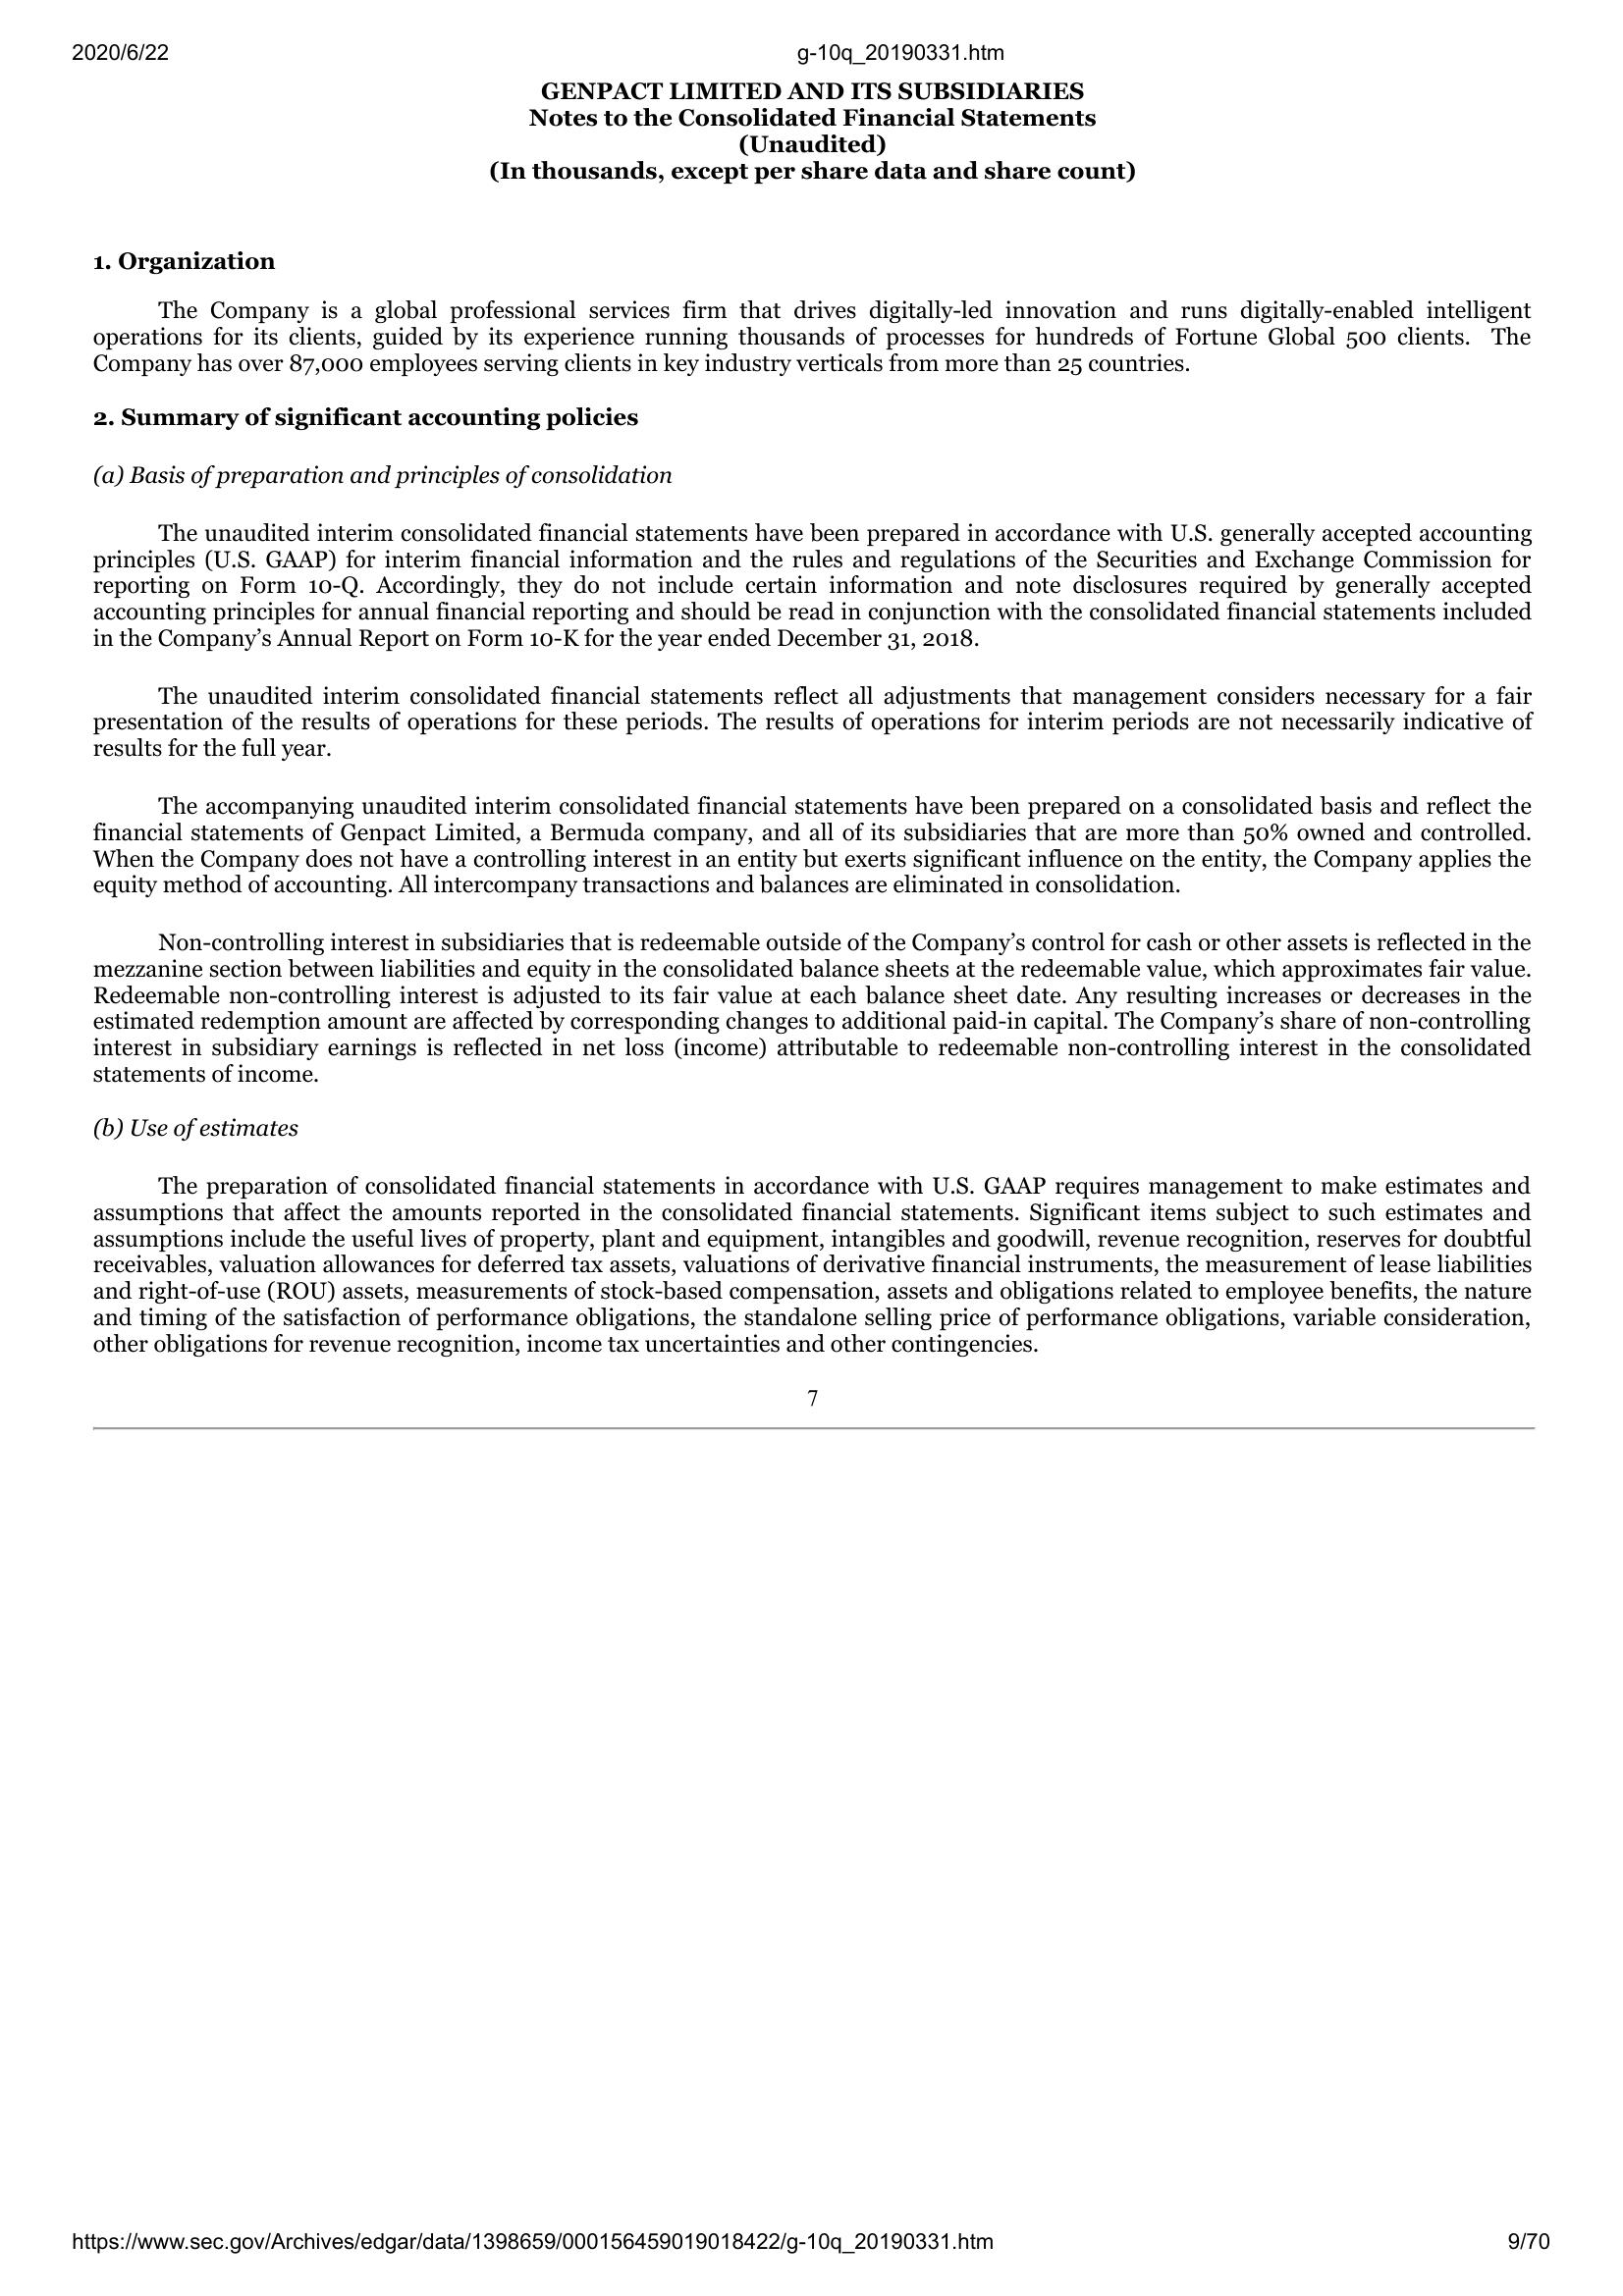 2020/6/22 g-10q_20190331.htm
GENPACT LIMITED AND ITS SUBSIDIARIES
Notes to the Consolidated Financial Statements
(Unaudited)
(In thousands, except per share data and share count)
1. Organization
The Company is a global professional services firm that drives digitally-led innovation and runs digitally-enabled intelligent
operations for its clients, guided by its experience running thousands of processes for hundreds of Fortune Global 500 clients. The
Company has over 87,000 employees serving clients in key industry verticals from more than 25 countries.
2. Summary of significant accounting policies
(a) Basis of preparation and principles of consolidation
The unaudited interim consolidated financial statements have been prepared in accordance with U.S. generally accepted accounting
principles (U.S. GAAP) for interim financial information and the rules and regulations of the Securities and Exchange Commission for
reporting on Form 10-Q. Accordingly, they do not include certain information and note disclosures required by generally accepted
accounting principles for annual financial reporting and should be read in conjunction with the consolidated financial statements included
in the Company’s Annual Report on Form 10-K for the year ended December 31, 2018.
The unaudited interim consolidated financial statements reflect all adjustments that management considers necessary for a fair
presentation of the results of operations for these periods. The results of operations for interim periods are not necessarily indicative of
results for the full year.
The accompanying unaudited interim consolidated financial statements have been prepared on a consolidated basis and reflect the
financial statements of Genpact Limited, a Bermuda company, and all of its subsidiaries that are more than 50% owned and controlled.
When the Company does not have a controlling interest in an entity but exerts significant influence on the entity, the Company applies the
equity method of accounting. All intercompany transactions and balances are eliminated in consolidation.
Non-controlling interest in subsidiaries that is redeemable outside of the Company’s control for cash or other assets is reflected in the
mezzanine section between liabilities and equity in the consolidated balance sheets at the redeemable value, which approximates fair value.
Redeemable non-controlling interest is adjusted to its fair value at each balance sheet date. Any resulting increases or decreases in the
estimated redemption amount are affected by corresponding changes to additional paid-in capital. The Company’s share of non-controlling
interest in subsidiary earnings is reflected in net loss (income) attributable to redeemable non-controlling interest in the consolidated
statements of income.
(b) Use of estimates
The preparation of consolidated financial statements in accordance with U.S. GAAP requires management to make estimates and
assumptions that affect the amounts reported in the consolidated financial statements. Significant items subject to such estimates and
assumptions include the useful lives of property, plant and equipment, intangibles and goodwill, revenue recognition, reserves for doubtful
receivables, valuation allowances for deferred tax assets, valuations of derivative financial instruments, the measurement of lease liabilities
and right-of-use (ROU) assets, measurements of stock-based compensation, assets and obligations related to employee benefits, the nature
and timing of the satisfaction of performance obligations, the standalone selling price of performance obligations, variable consideration,
other obligations for revenue recognition, income tax uncertainties and other contingencies.
7
https://www.sec.gov/Archives/edgar/data/1398659/000156459019018422/g-10q_20190331.htm 9/70